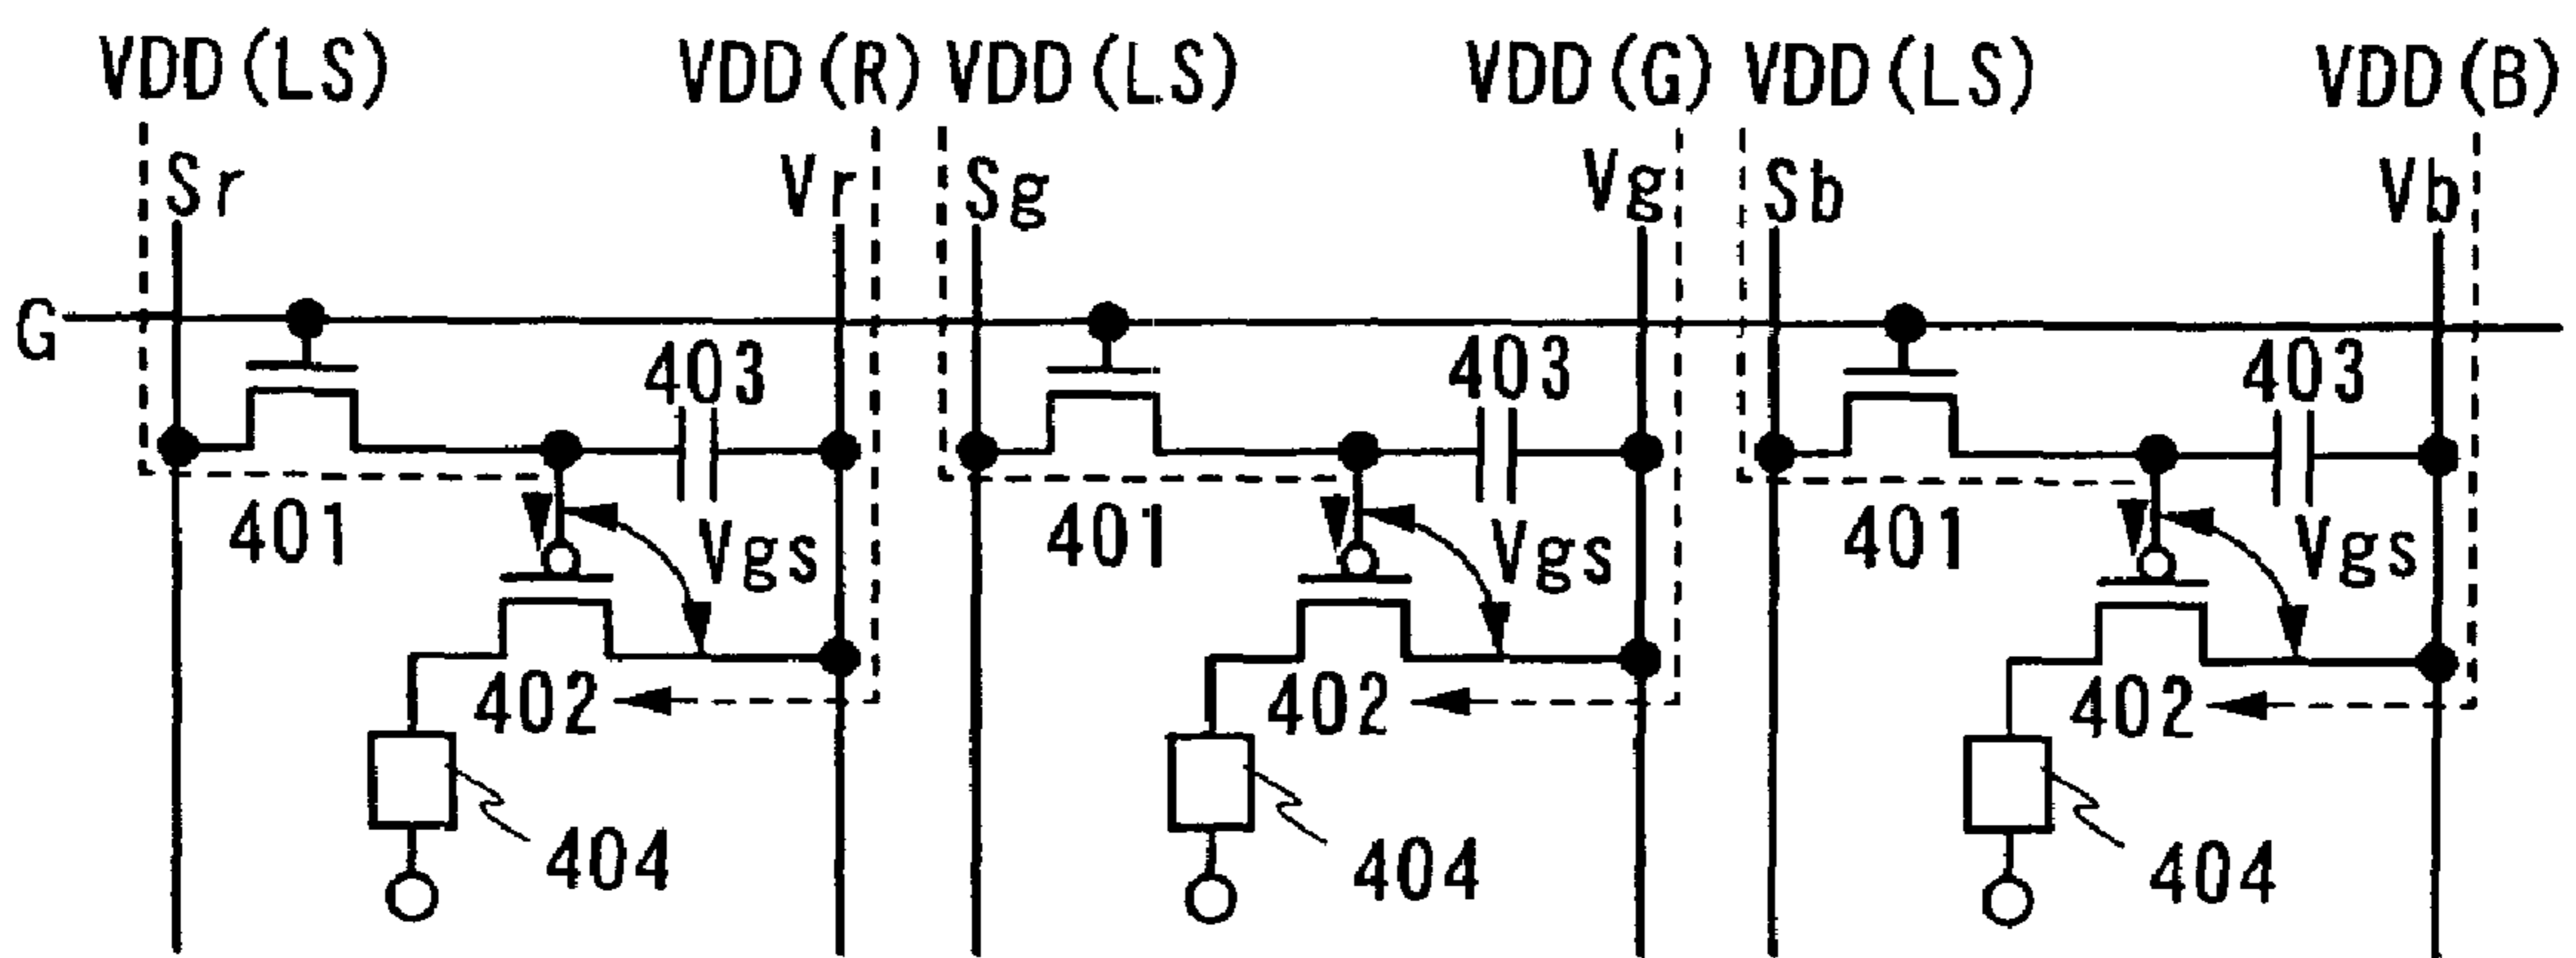 VDD(LS) VDD(R) VDD(LS) VDD(G) VDD(LS) VDD(B)
Sr Vr Sg Vg Sb Vb
G
403 403 403
401 Vgs 401 Vgs 401 Vgs
402 402 402
404 404 404